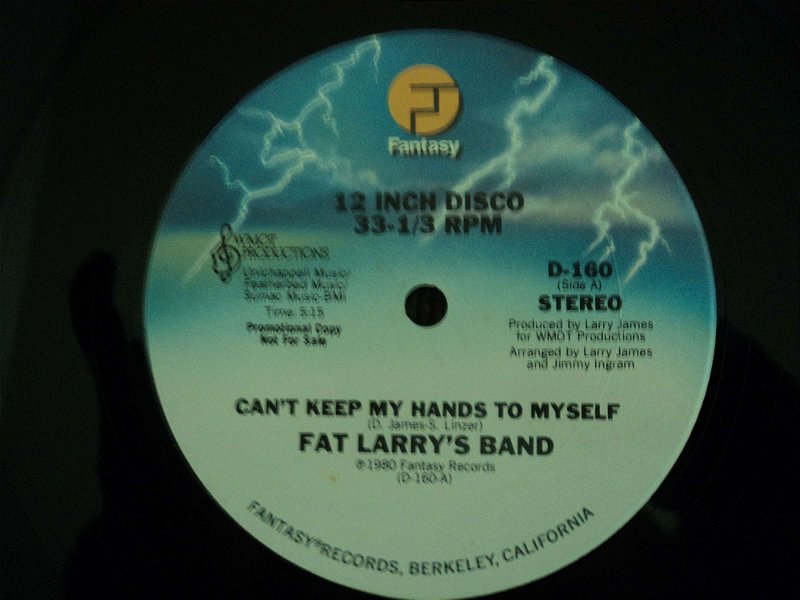 Fantasy
12 INCH DISCO
33-1/3 RPM
WMOT
PRODUCTIONS
Unichappell Music/
Featherbed Music/
Sumac Music-BMI
Time: 5:15
Promotional Copy
Not For Sale
D-160
(Side A)
STEREO
Produced by Larry James
for WMOT Productions
Arranged by Larry James
and Jimmy Ingram
CAN'T KEEP MY HANDS TO MYSELF
(D. James-S. Linzer)
FAT LARRY'S BAND
℗1980 Fantasy Records
(D-160-A)
FANTASY®RECORDS, BERKELEY, CALIFORNIA